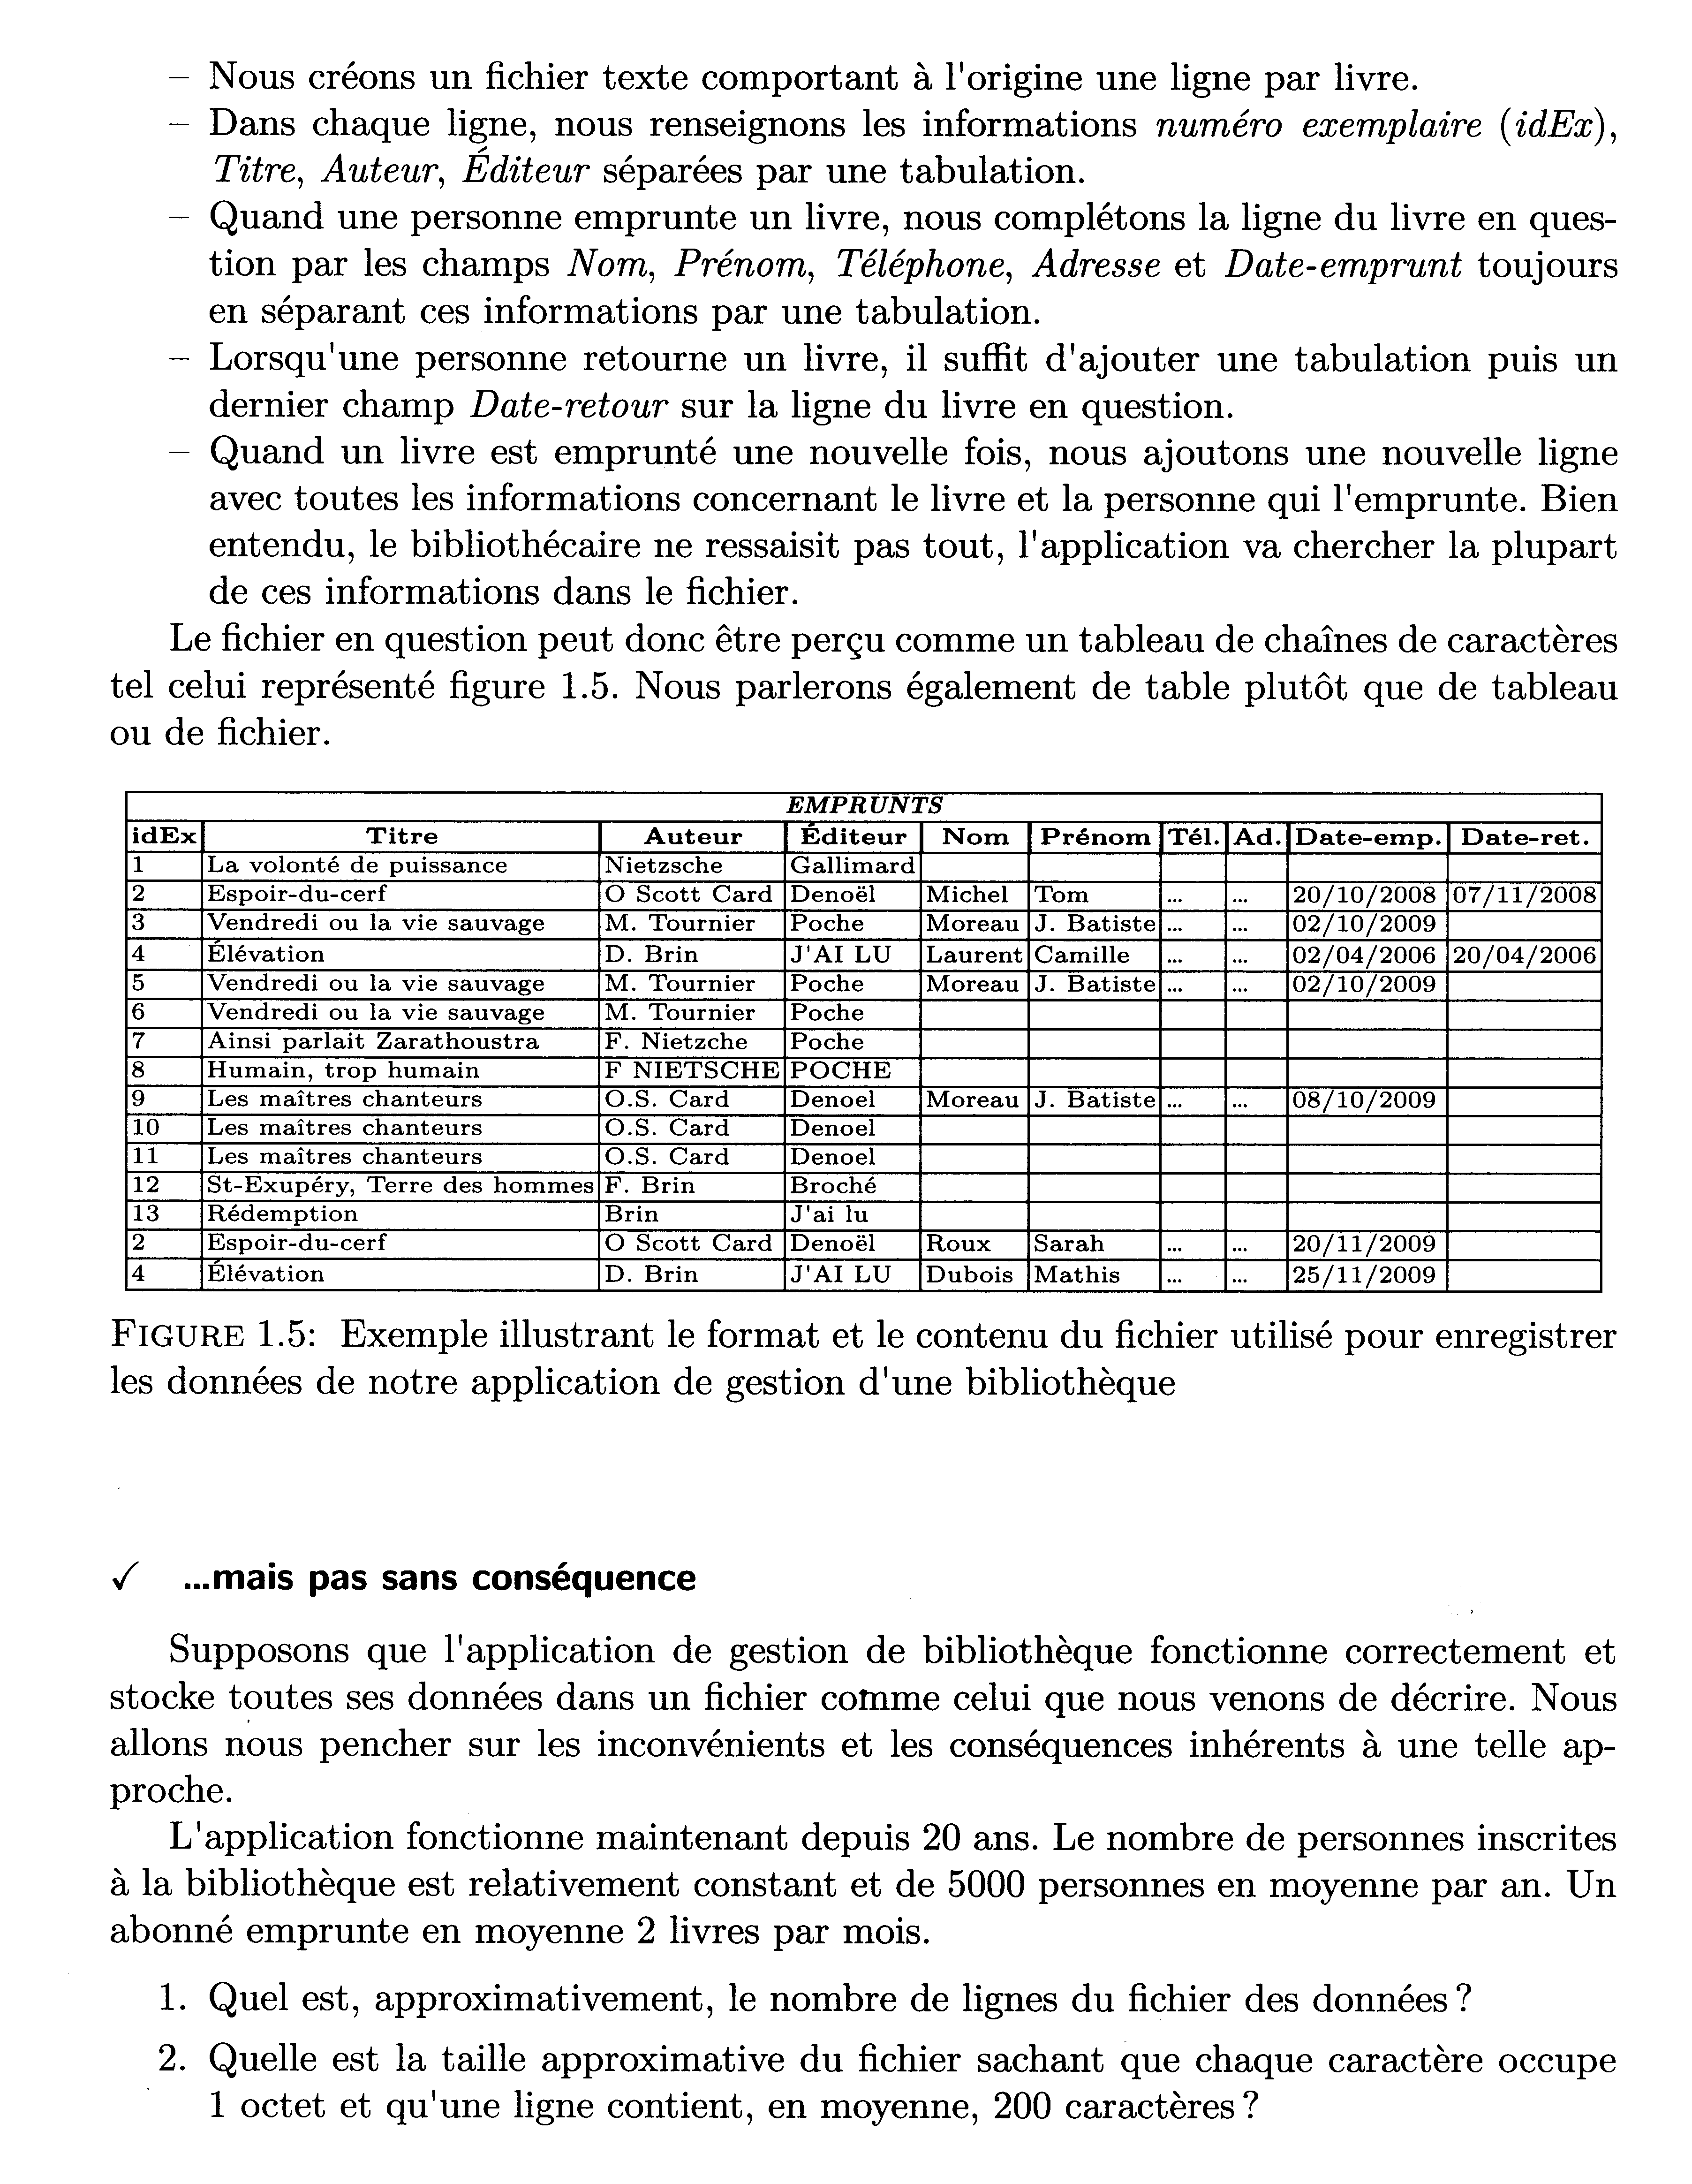 – Nous créons un fichier texte comportant à l'origine une ligne par livre.
– Dans chaque ligne, nous renseignons les informations numéro exemplaire (idEx),
Titre, Auteur, Éditeur séparées par une tabulation.
– Quand une personne emprunte un livre, nous complétons la ligne du livre en ques-
tion par les champs Nom, Prénom, Téléphone, Adresse et Date-emprunt toujours
en séparant ces informations par une tabulation.
– Lorsqu'une personne retourne un livre, il suffit d'ajouter une tabulation puis un
dernier champ Date-retour sur la ligne du livre en question.
– Quand un livre est emprunté une nouvelle fois, nous ajoutons une nouvelle ligne
avec toutes les informations concernant le livre et la personne qui l'emprunte. Bien
entendu, le bibliothécaire ne ressaisit pas tout, l'application va chercher la plupart
de ces informations dans le fichier.
Le fichier en question peut donc être perçu comme un tableau de chaînes de caractères
tel celui représenté figure 1.5. Nous parlerons également de table plutôt que de tableau
ou de fichier.
EMPRUNTS
idEx Titre Auteur Éditeur Nom Prénom Tél. Ad. Date-emp. Date-ret.
1 La volonté de puissance Nietzsche Gallimard
2 Espoir-du-cerf O Scott Card Denoël Michel Tom ... ... 20/10/2008 07/11/2008
3 Vendredi ou la vie sauvage M. Tournier Poche Moreau J. Batiste ... ... 02/10/2009
4 Élévation D. Brin J'AI LU Laurent Camille ... ... 02/04/2006 20/04/2006
5 Vendredi ou la vie sauvage M. Tournier Poche Moreau J. Batiste ... ... 02/10/2009
6 Vendredi ou la vie sauvage M. Tournier Poche
7 Ainsi parlait Zarathoustra F. Nietzche Poche
8 Humain, trop humain F NIETSCHE POCHE
9 Les maîtres chanteurs O.S. Card Denoel Moreau J. Batiste ... ... 08/10/2009
10 Les maîtres chanteurs O.S. Card Denoel
11 Les maîtres chanteurs O.S. Card Denoel
12 St-Exupéry, Terre des hommes F. Brin Broché
13 Rédemption Brin J'ai lu
2 Espoir-du-cerf O Scott Card Denoël Roux Sarah ... ... 20/11/2009
4 Élévation D. Brin J'AI LU Dubois Mathis ... ... 25/11/2009
FIGURE 1.5: Exemple illustrant le format et le contenu du fichier utilisé pour enregistrer
les données de notre application de gestion d'une bibliothèque
✓ ...mais pas sans conséquence
Supposons que l'application de gestion de bibliothèque fonctionne correctement et
stocke toutes ses données dans un fichier comme celui que nous venons de décrire. Nous
allons nous pencher sur les inconvénients et les conséquences inhérents à une telle ap-
proche.
L'application fonctionne maintenant depuis 20 ans. Le nombre de personnes inscrites
à la bibliothèque est relativement constant et de 5000 personnes en moyenne par an. Un
abonné emprunte en moyenne 2 livres par mois.
1. Quel est, approximativement, le nombre de lignes du fichier des données ?
2. Quelle est la taille approximative du fichier sachant que chaque caractère occupe
1 octet et qu'une ligne contient, en moyenne, 200 caractères ?